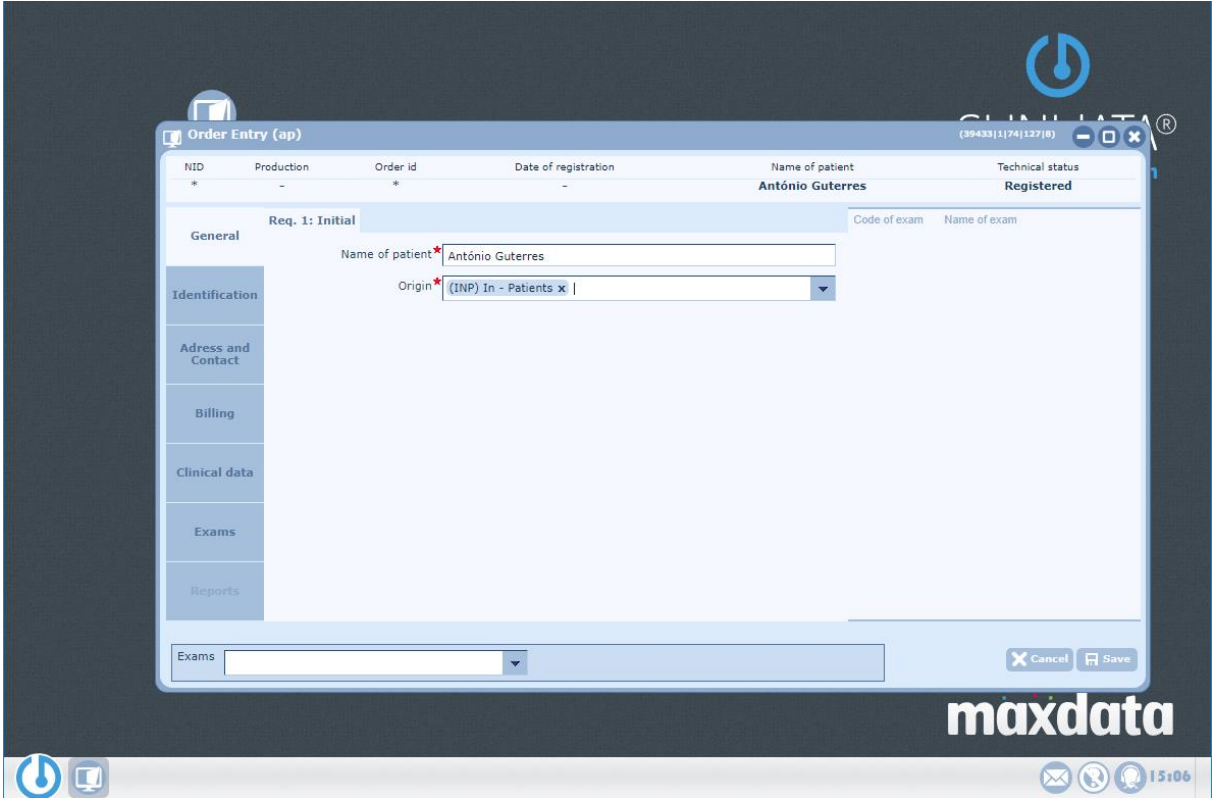 Order Entry (ap)
(39433|1|74|127|8)
®
NID Production Order id Date of registration Name of patient Technical status
* - * - António Guterres Registered
General
Req. 1: Initial
Code of exam Name of exam
Name of patient* António Guterres
Origin* (INP) In - Patients x
Identification
Adress and
Contact
Billing
Clinical data
Exams
Reports
Exams
Cancel Save
maxdata
15:06